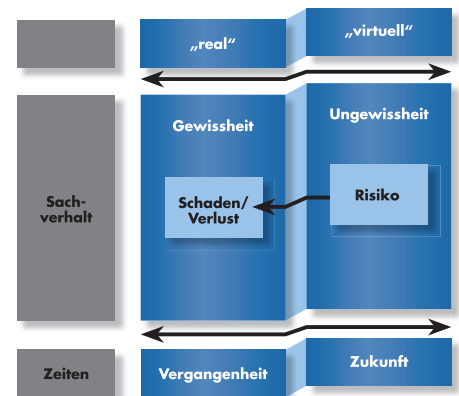 „real“
„virtuell“
Gewissheit
Ungewissheit
Sach-
verhalt
Schaden/
Verlust
Risiko
Zeiten
Vergangenheit
Zukunft